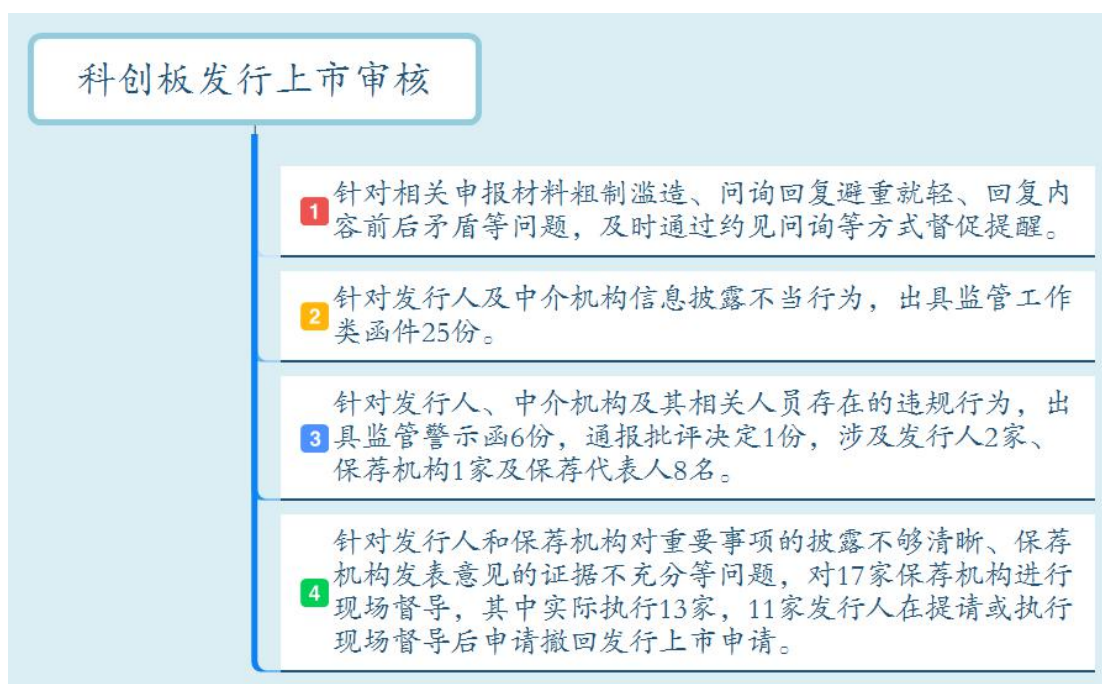 科创板发行上市审核
1
针对相关申报材料粗制滥造、问询回复避重就轻、回复内
容前后矛盾等问题，及时通过约见问询等方式督促提醒。
2
针对发行人及中介机构信息披露不当行为，出具监管工作
类函件25份。
3
针对发行人、中介机构及其相关人员存在的违规行为，出
具监管警示函6份，通报批评决定1份，涉及发行人2家、
保荐机构1家及保荐代表人8名。
4
针对发行人和保荐机构对重要事项的披露不够清晰、保荐
机构发表意见的证据不充分等问题，对17家保荐机构进行
现场督导，其中实际执行13家，11家发行人在提请或执行
现场督导后申请撤回发行上市申请。